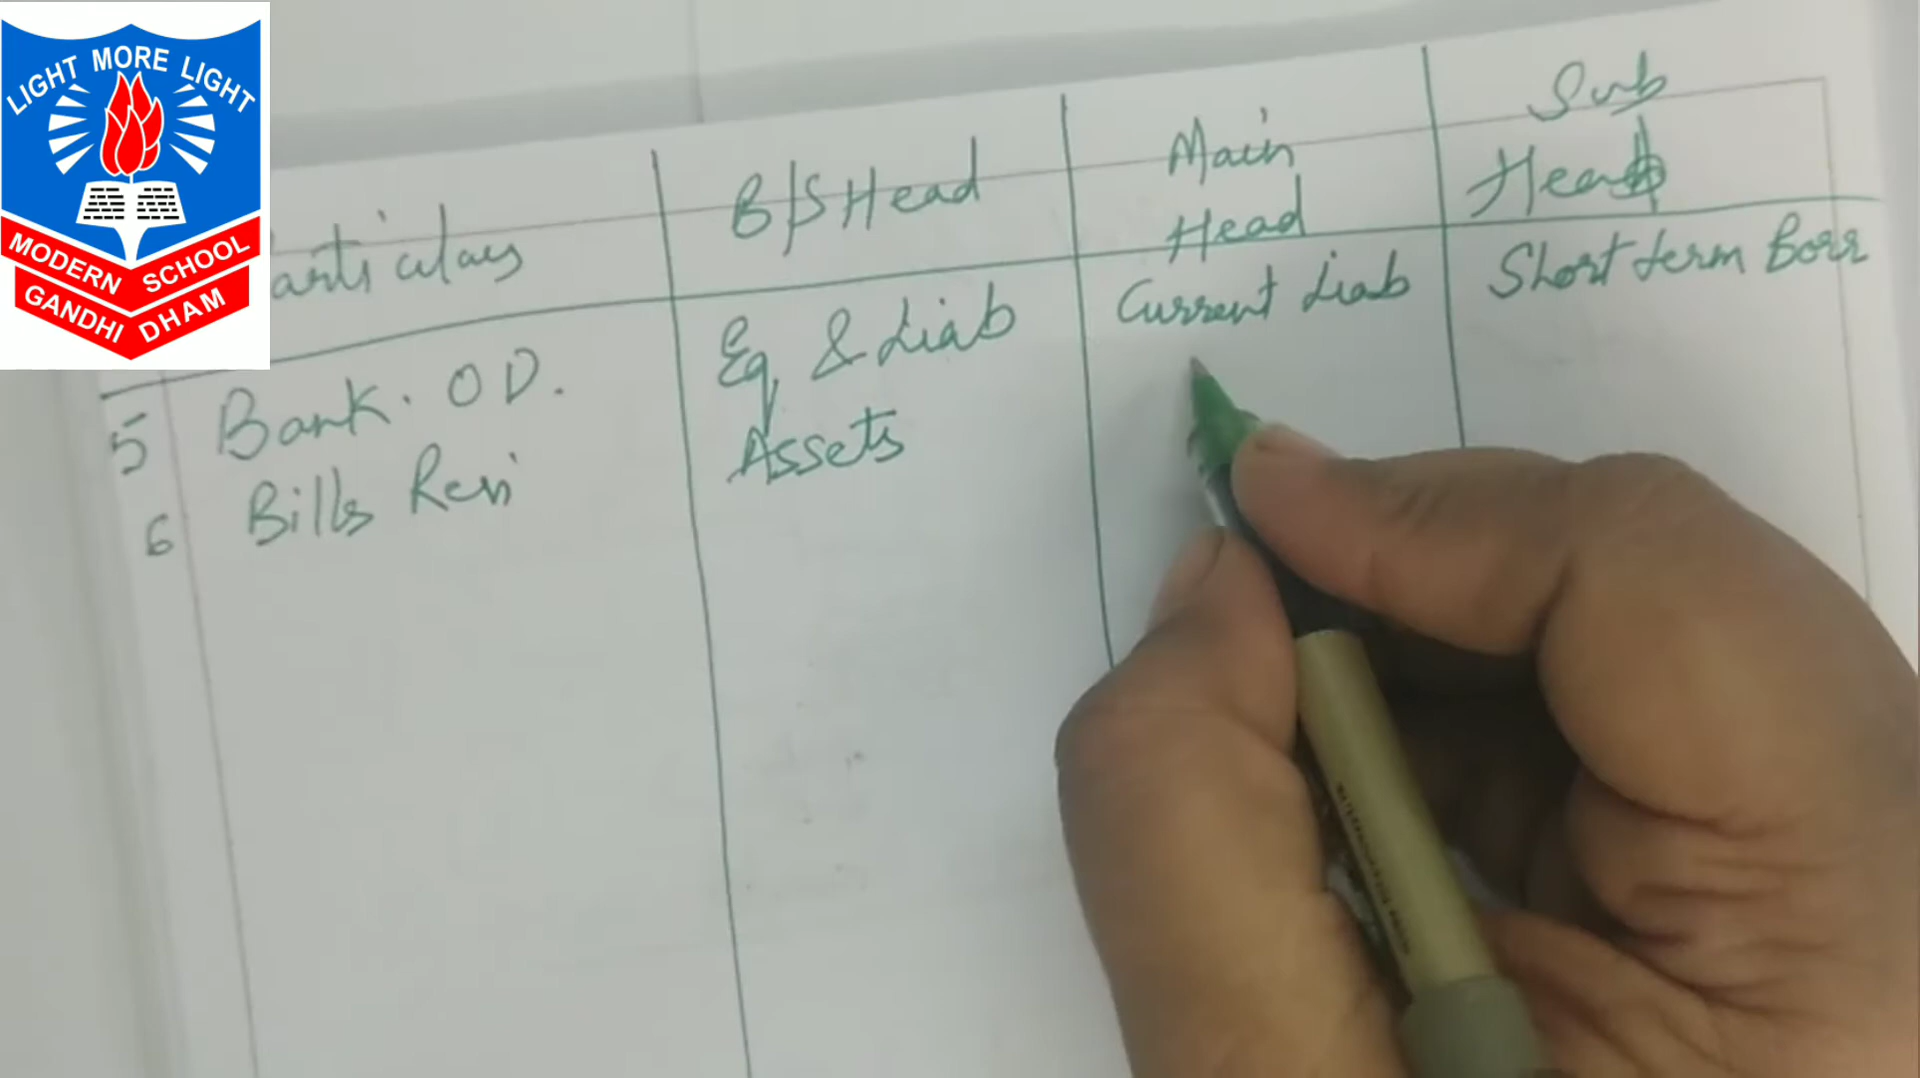 LIGHT MORE LIGHT
MODERN SCHOOL
GANDHI DHAM
articulars B/S Head Main Head Sub Head
5 Bank. OD. Eq & Liab Current Liab Short term Borr
6 Bills Assets